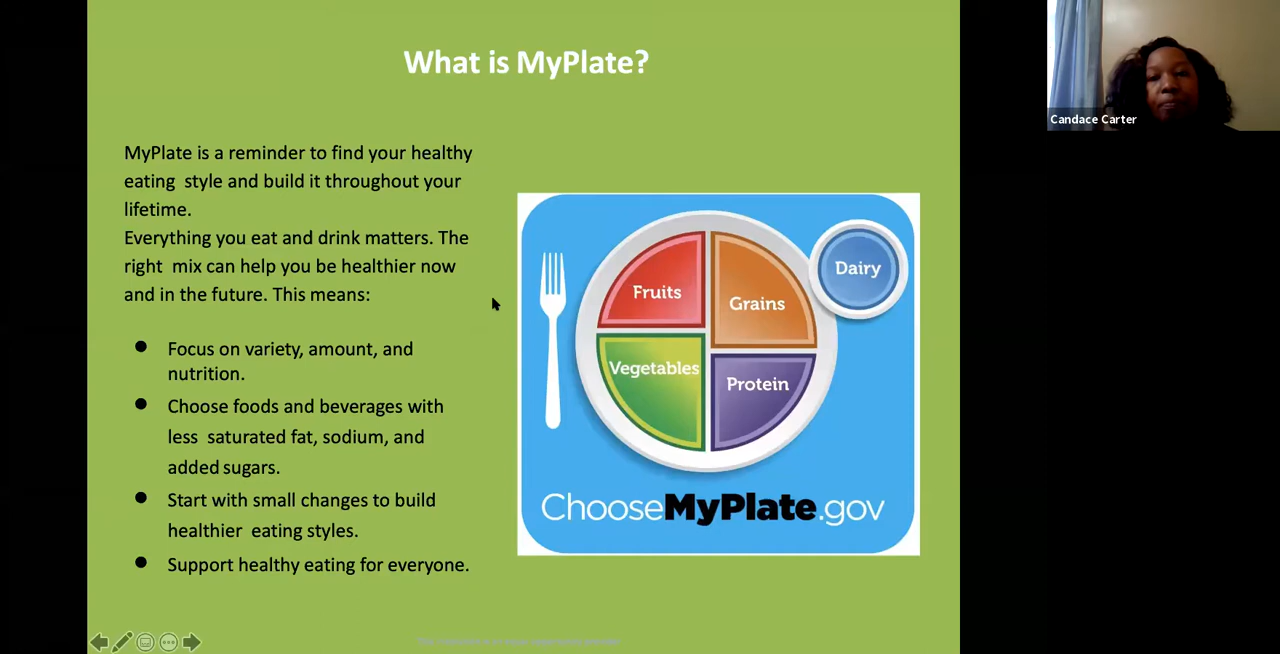 What is MyPlate?
Candace Carter
MyPlate is a reminder to find your healthy
eating style and build it throughout your
lifetime.
Everything you eat and drink matters. The
right mix can help you be healthier now
and in the future. This means:
● Focus on variety, amount, and
nutrition.
● Choose foods and beverages with
less saturated fat, sodium, and
added sugars.
● Start with small changes to build
healthier eating styles.
● Support healthy eating for everyone.
Fruits
Grains
Dairy
Vegetables
Protein
ChooseMyPlate.gov